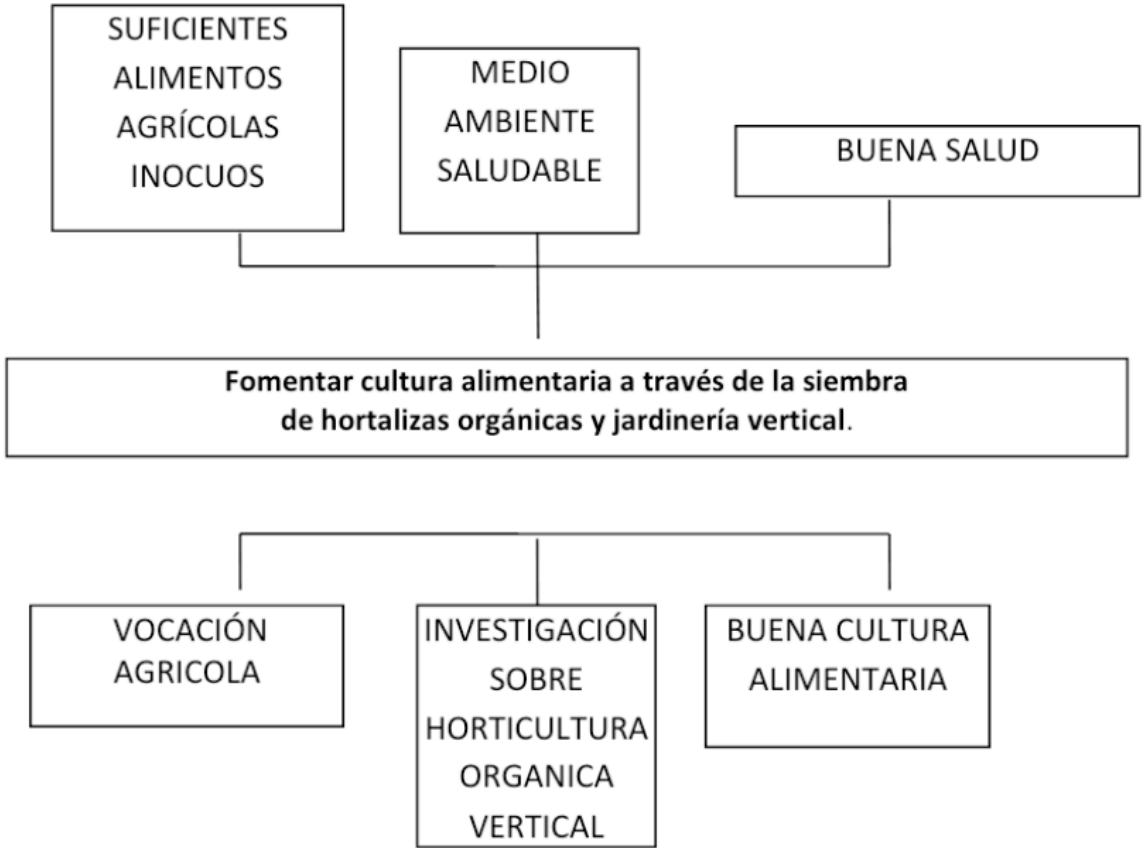 SUFICIENTES
ALIMENTOS
AGRÍCOLAS
INOCUOS
MEDIO
AMBIENTE
SALUDABLE
BUENA SALUD
Fomentar cultura alimentaria a través de la siembra
de hortalizas orgánicas y jardinería vertical.
VOCACIÓN
AGRICOLA
INVESTIGACIÓN
SOBRE
HORTICULTURA
ORGANICA
VERTICAL
BUENA CULTURA
ALIMENTARIA